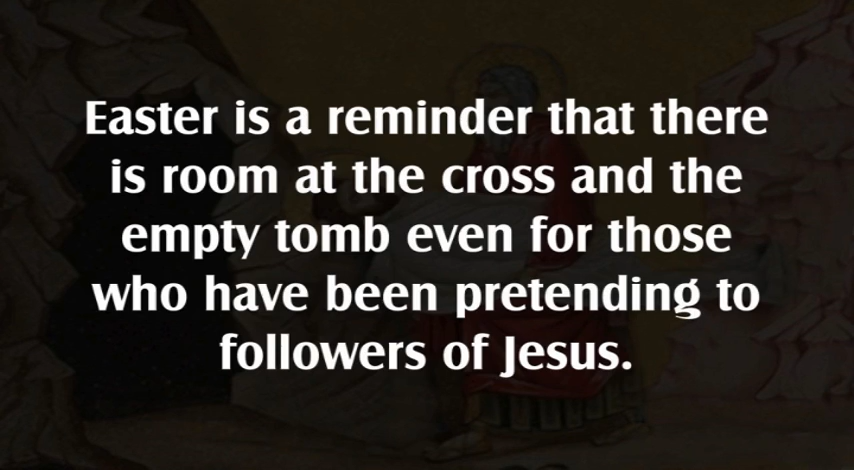 Easter is a reminder that there
is room at the cross and the
empty tomb even for those
who have been pretending to
followers of Jesus.